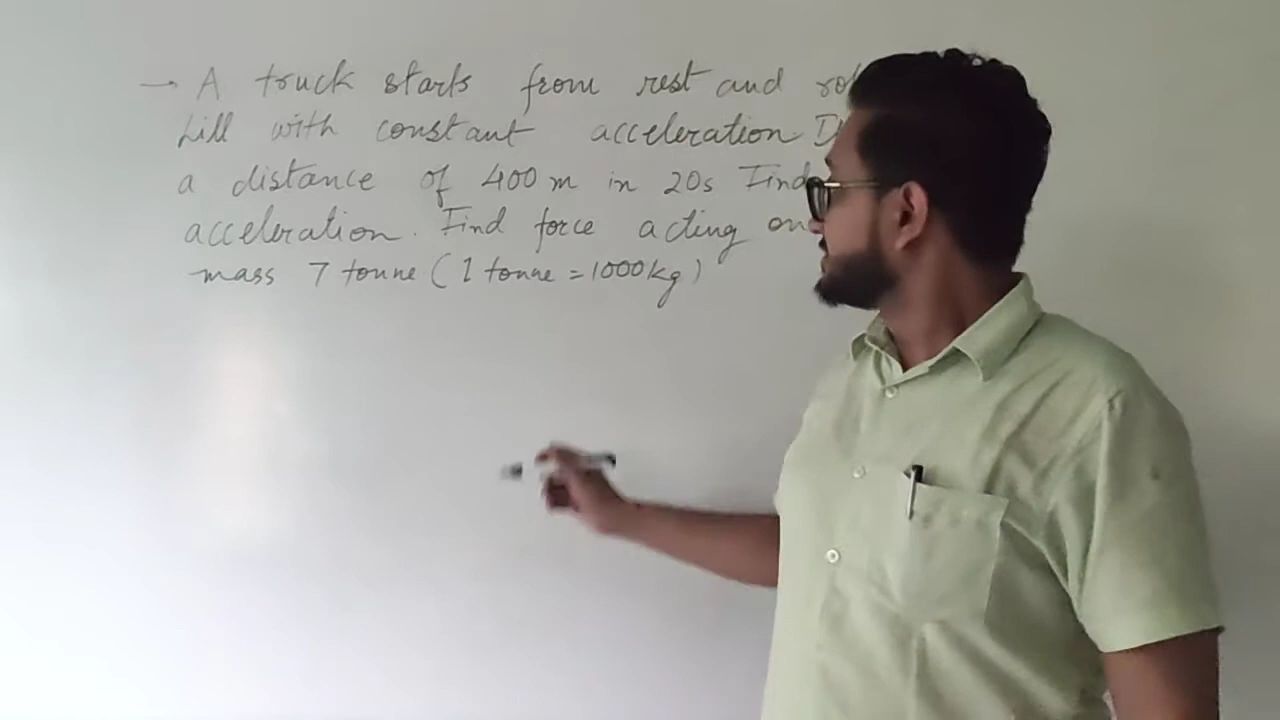 → A truck starts from rest and
hill with constant acceleration
a distance of 400 m in 20s Find
acceleration. Find force acting on
mass 7 tonne (1 tonne = 1000 kg)